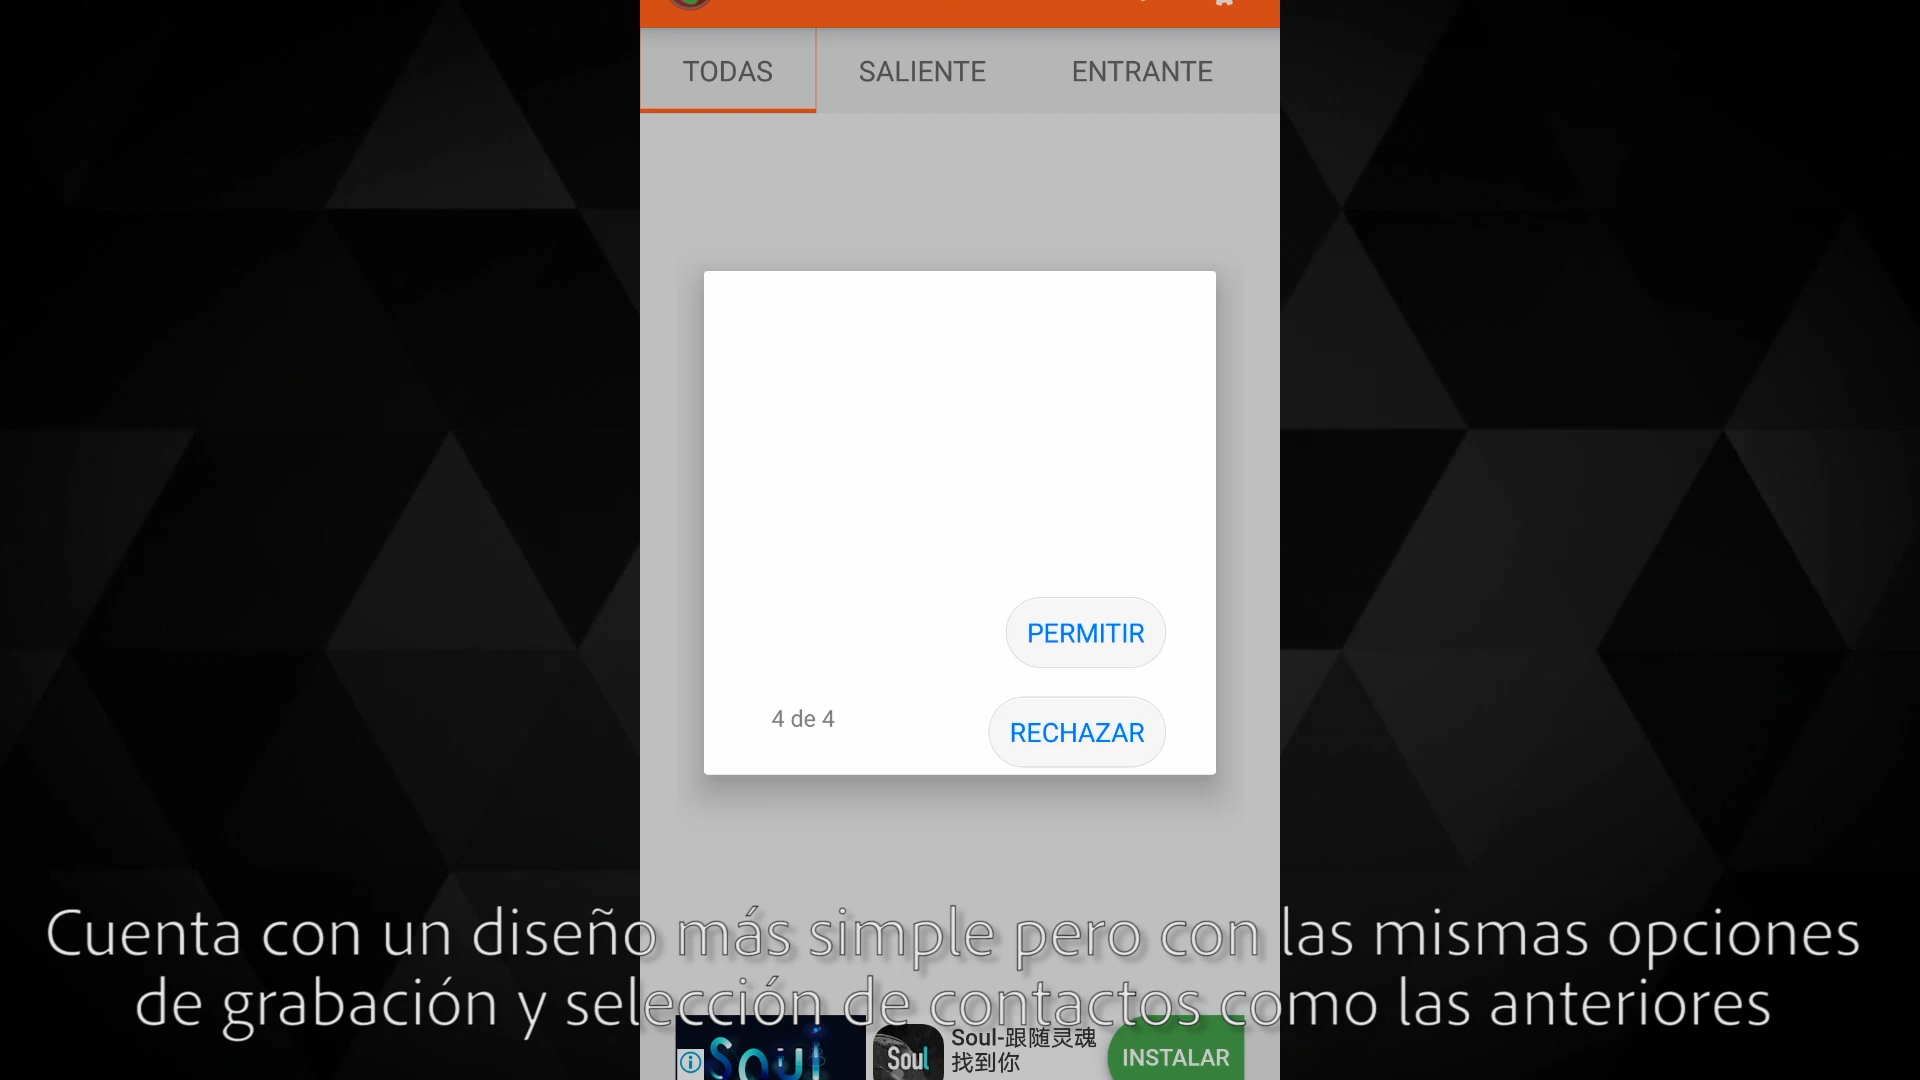 TODAS SALIENTE ENTRANTE
PERMITIR
4 de 4
RECHAZAR
Cuenta con un diseño más simple pero con las mismas opciones
de grabación y selección de contactos como las anteriores
Soul
Soul
Soul-跟随灵魂
找到你
INSTALAR